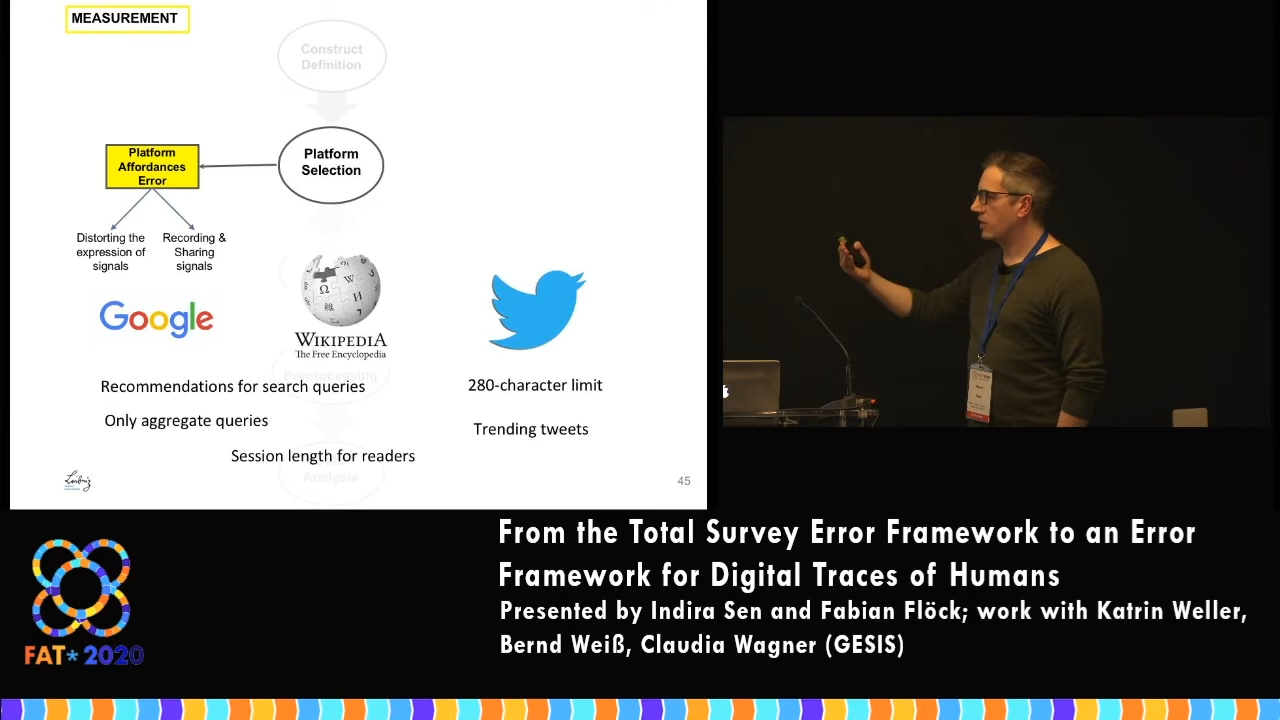 MEASUREMENT
Construct
Definition
Platform
Selection
Platform
Affordances
Error
Distorting the
expression of
signals
Recording &
Sharing
signals
Google
WIKIPEDIA
The Free Encyclopedia
Preprocessing
Recommendations for search queries
280-character limit
Only aggregate queries
Trending tweets
Session length for readers
Analysis
45
From the Total Survey Error Framework to an Error
Framework for Digital Traces of Humans
Presented by Indira Sen and Fabian Flöck; work with Katrin Weller,
Bernd Weiß, Claudia Wagner (GESIS)
FAT* 2020